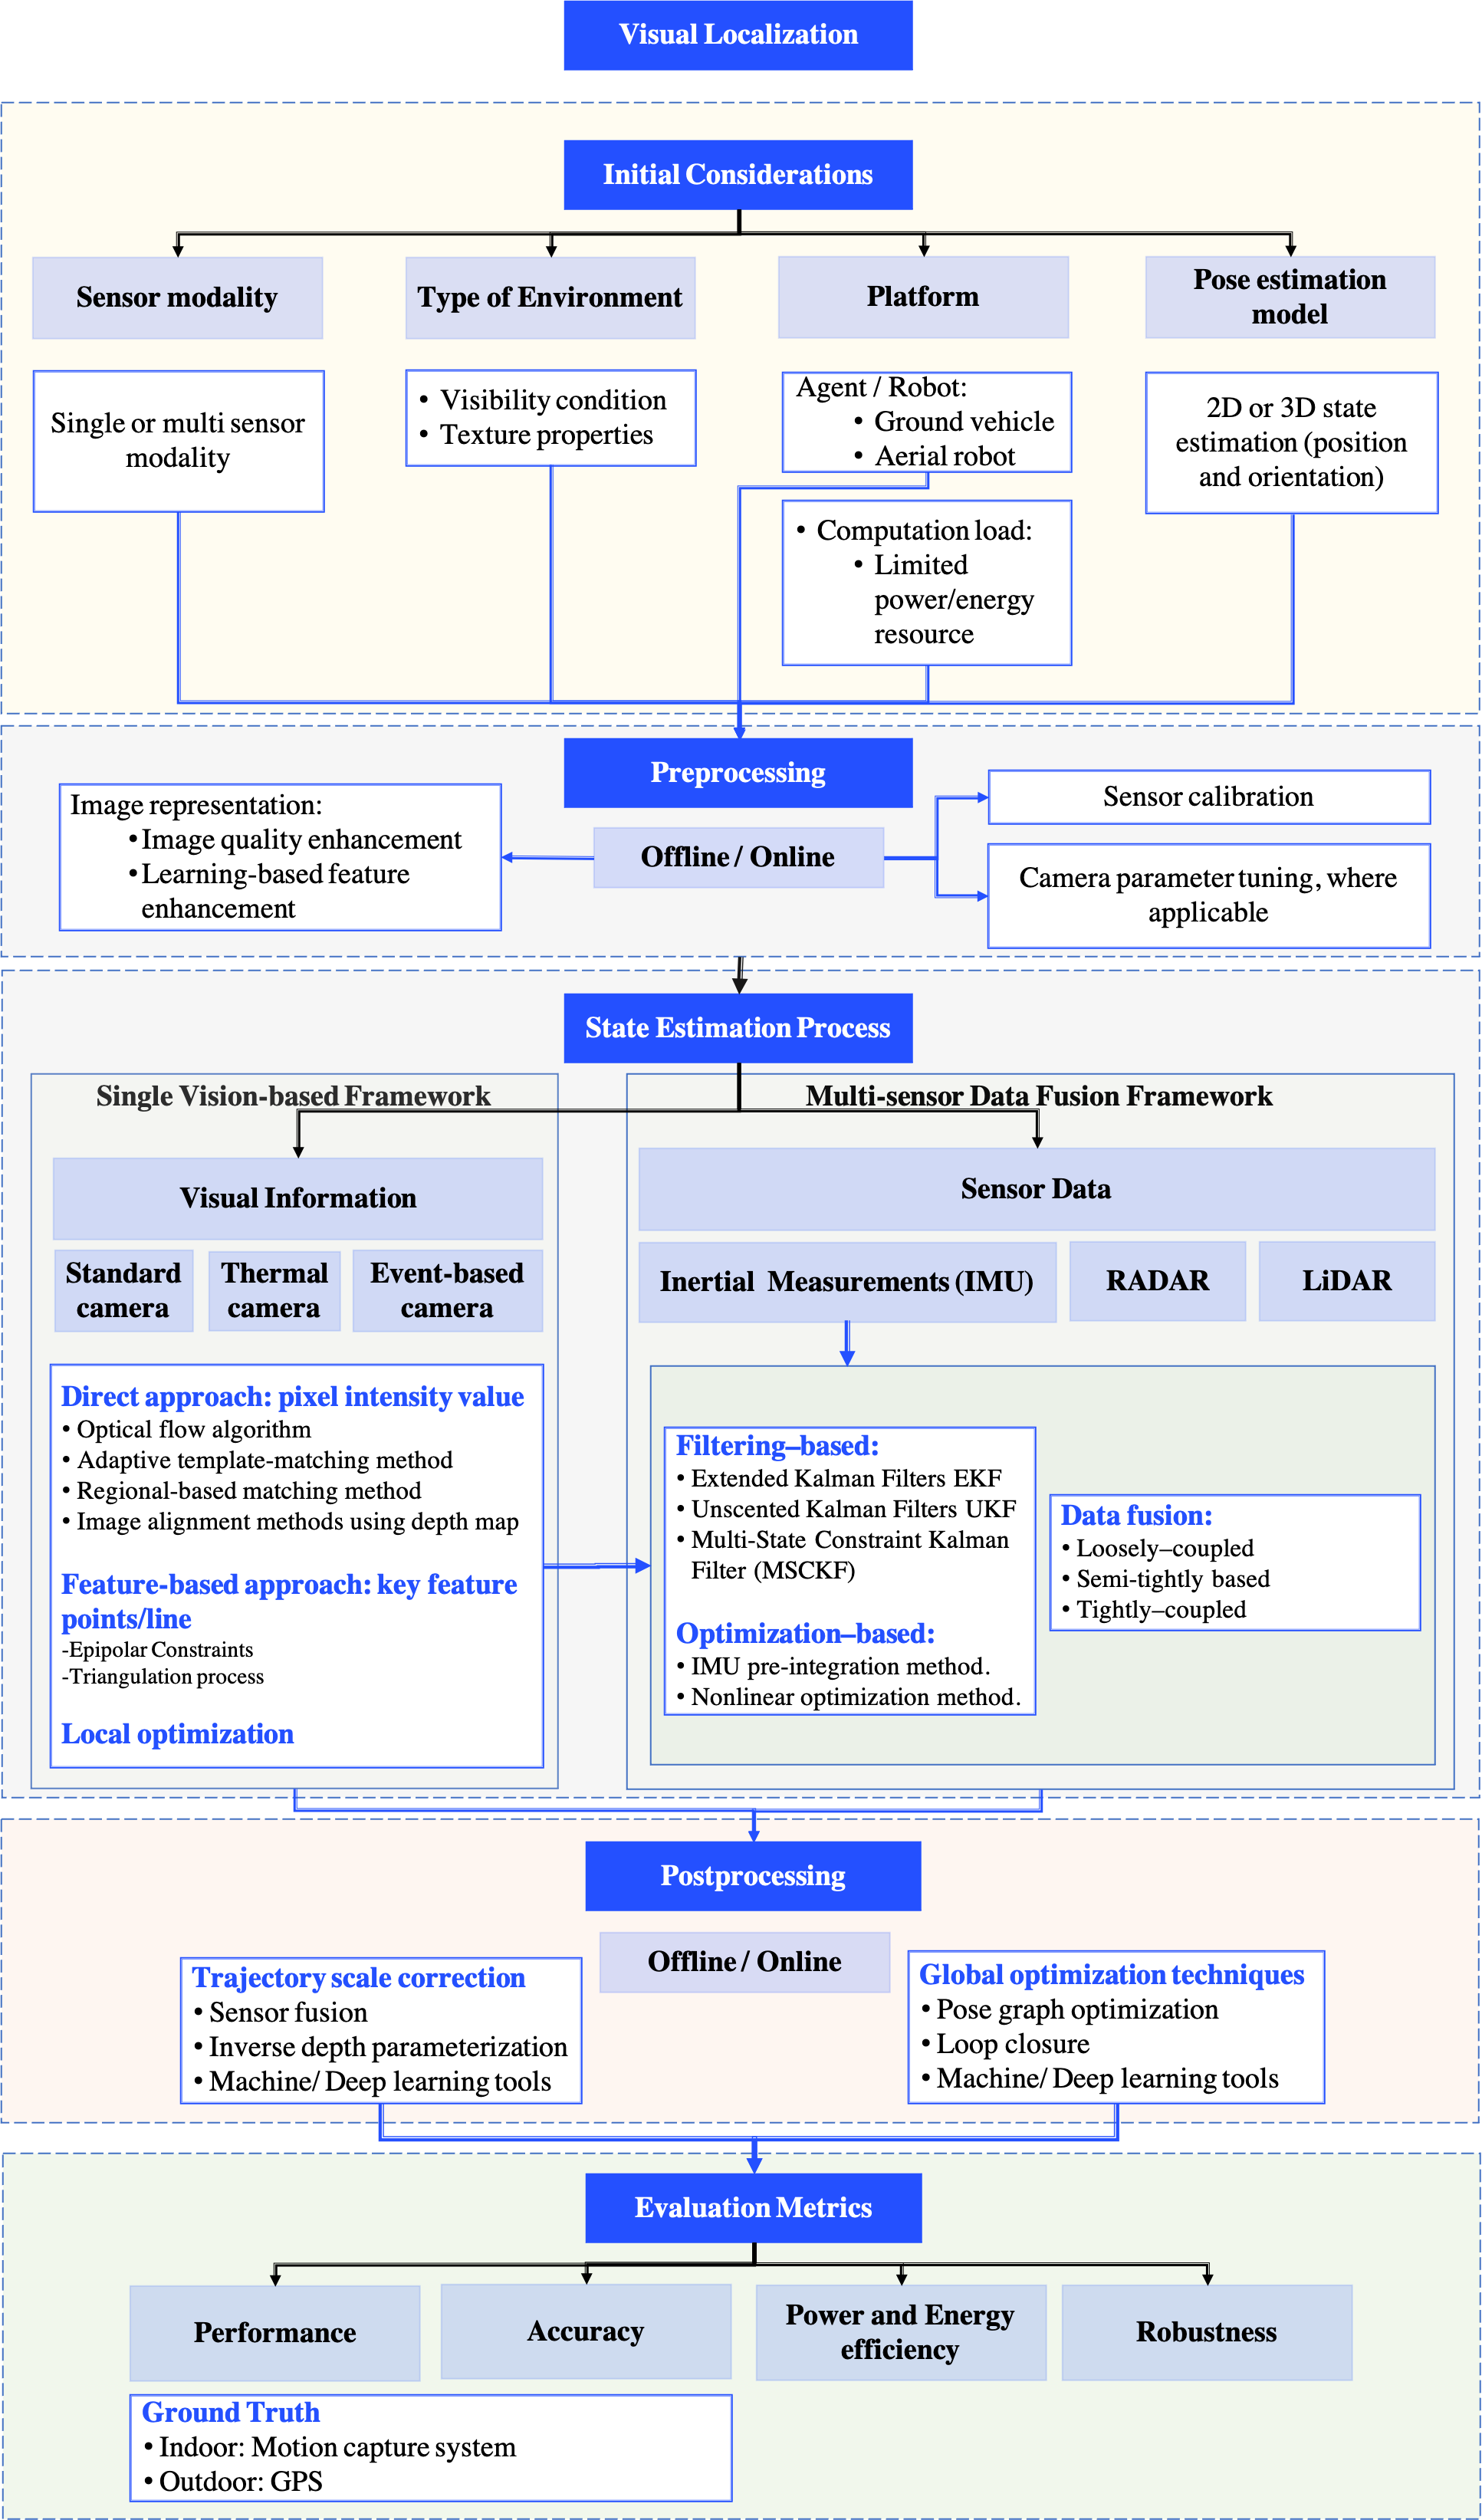 Visual Localization
Initial Considerations
Sensor modality
Type of Environment
Platform
Pose estimation
model
Single or multi sensor
modality
• Visibility condition
• Texture properties
Agent / Robot:
• Ground vehicle
• Aerial robot
• Computation load:
• Limited
power/energy
resource
2D or 3D state
estimation (position
and orientation)
Preprocessing
Offline / Online
Image representation:
• Image quality enhancement
• Learning-based feature
enhancement
Sensor calibration
Camera parameter tuning, where
applicable
State Estimation Process
Single Vision-based Framework
Visual Information
Standard
camera
Thermal
camera
Event-based
camera
Direct approach: pixel intensity value
• Optical flow algorithm
• Adaptive template-matching method
• Regional-based matching method
• Image alignment methods using depth map
Feature-based approach: key feature
points/line
-Epipolar Constraints
-Triangulation process
Local optimization
Multi-sensor Data Fusion Framework
Sensor Data
Inertial Measurements (IMU)
RADAR
LiDAR
Filtering–based:
• Extended Kalman Filters EKF
• Unscented Kalman Filters UKF
• Multi-State Constraint Kalman
Filter (MSCKF)
Optimization–based:
• IMU pre-integration method.
• Nonlinear optimization method.
Data fusion:
• Loosely–coupled
• Semi-tightly based
• Tightly–coupled
Postprocessing
Offline / Online
Trajectory scale correction
• Sensor fusion
• Inverse depth parameterization
• Machine/ Deep learning tools
Global optimization techniques
• Pose graph optimization
• Loop closure
• Machine/ Deep learning tools
Evaluation Metrics
Performance
Accuracy
Power and Energy
efficiency
Robustness
Ground Truth
• Indoor: Motion capture system
• Outdoor: GPS